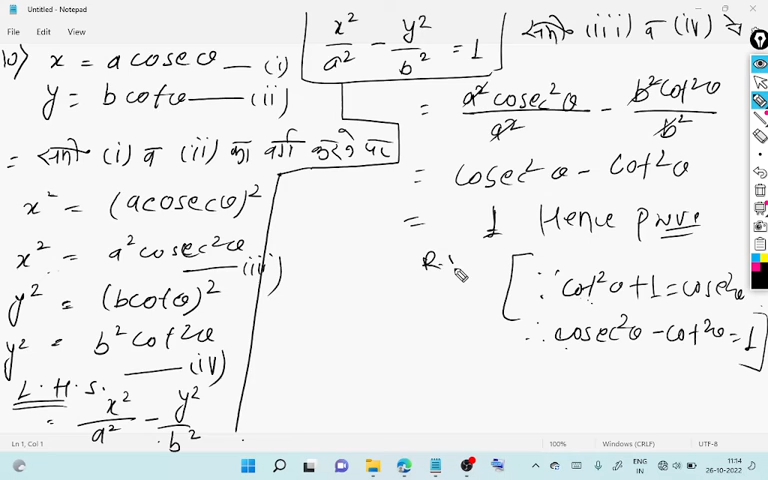 Untitled - Notepad
File Edit View
10) x = a cosec θ — (i)
y = b cot θ — (ii)
= समी० (i) व (ii) का वर्ग करने पर
x² = (a cosec θ)²
x² = a² cosec² θ — (iii)
y² = (b cot θ)²
y² = b² cot² θ — (iv)
L.H.S.
= x²/a² - y²/b²
x²/a² - y²/b² = 1
समी० (iii) व (iv) से
= a² cosec² θ/a² - b² cot² θ/b²
= cosec² θ - cot² θ
= 1 Hence prove
R.
[∵ cot² θ + 1 = cosec² θ
∴ cosec² θ - cot² θ = 1]
Ln 1, Col 1 100% Windows (CRLF) UTF-8
ENG IN 11:14 26-10-2022